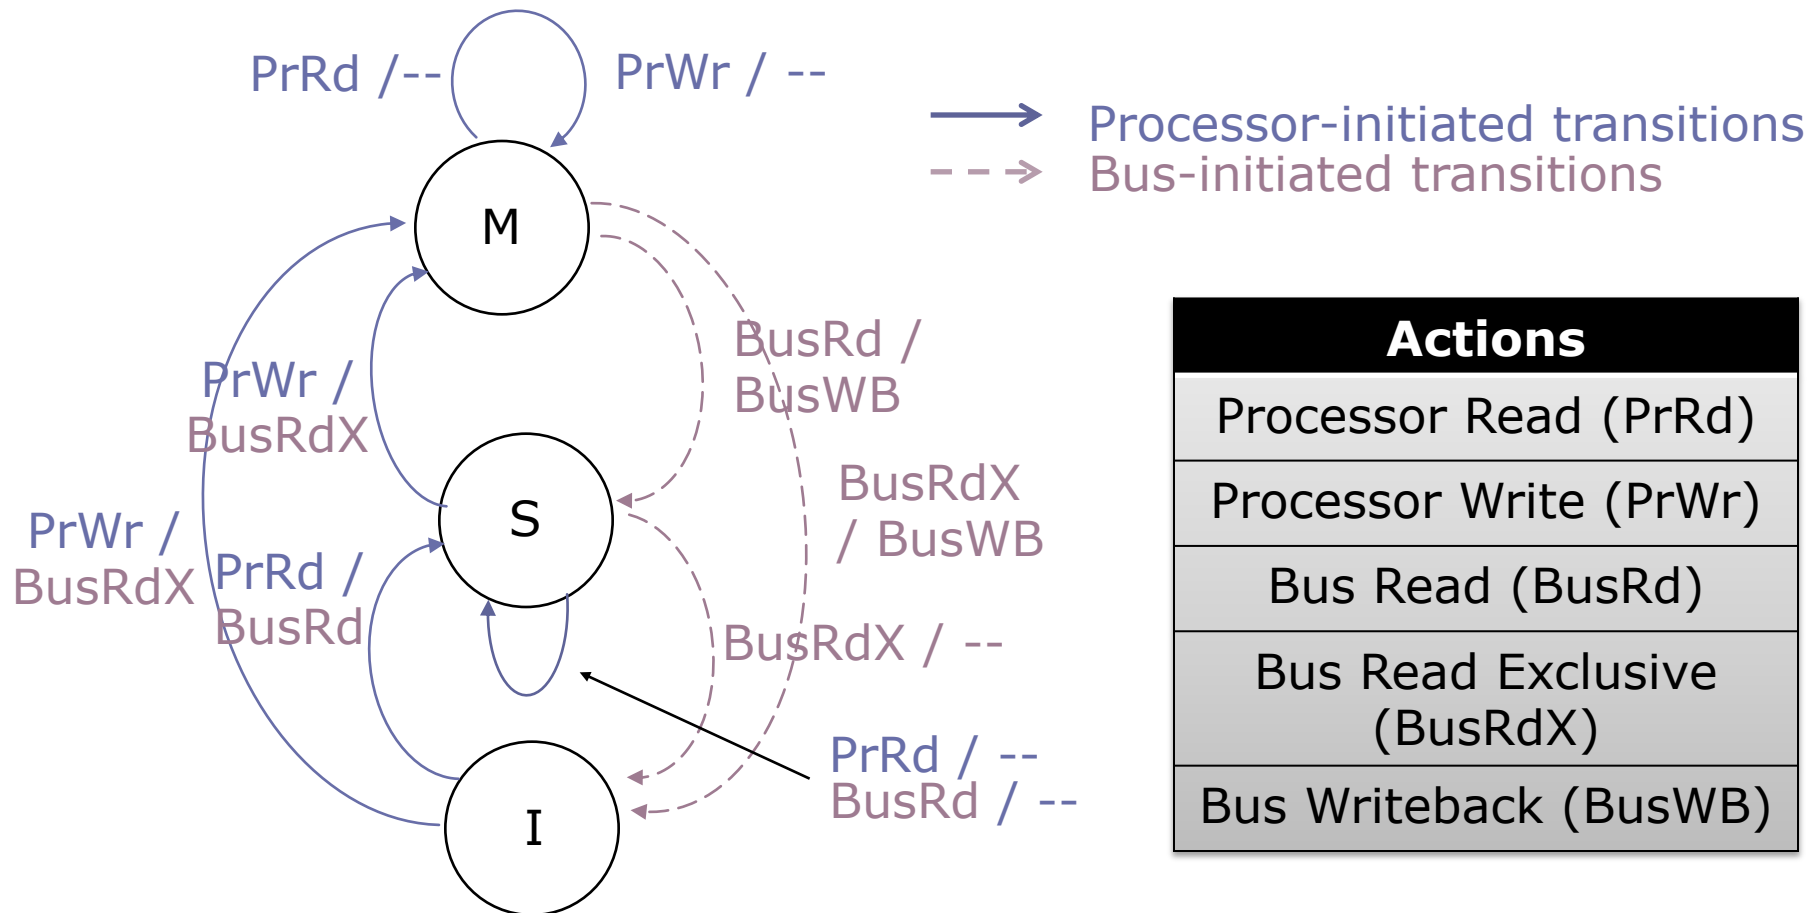 PrRd /--
PrWr / --
Processor-initiated transitions
Bus-initiated transitions
M
BusRd /
BusWB
PrWr /
BusRdX
BusRdX
/ BusWB
S
PrWr /
BusRdX
PrRd /
BusRd
BusRdX / --
PrRd / --
BusRd / --
I
Actions
Processor Read (PrRd)
Processor Write (PrWr)
Bus Read (BusRd)
Bus Read Exclusive
(BusRdX)
Bus Writeback (BusWB)